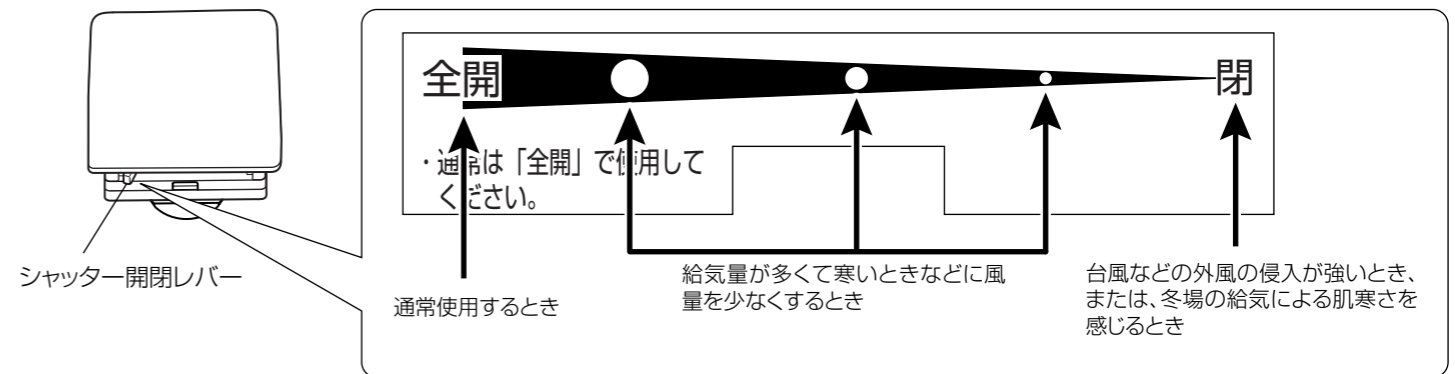 全開
閉
・通常は「全開」で使用して
ください。
シャッター開閉レバー
通常使用するとき
給気量が多くて寒いときなどに風
量を少なくするとき
台風などの外風の侵入が強いとき、
または、冬場の給気による肌寒さを
感じるとき